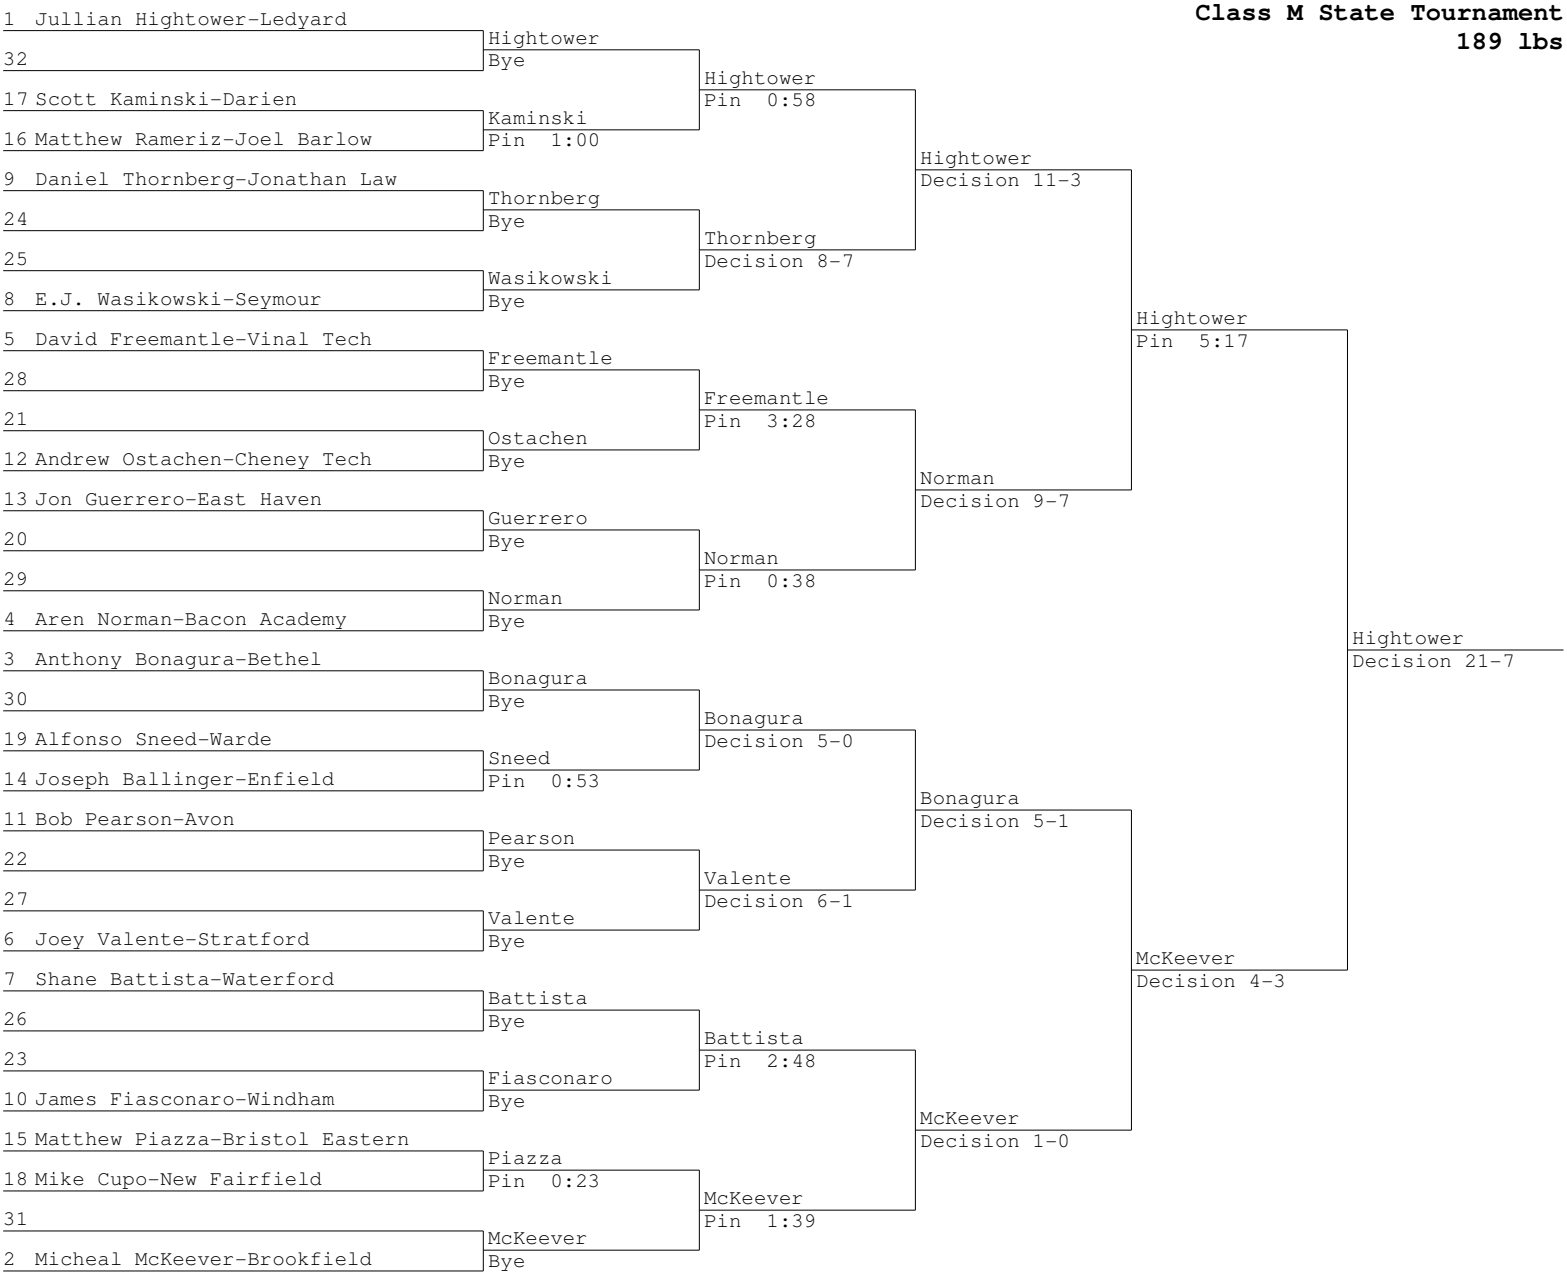 Class M State Tournament
189 lbs
1 Jullian Hightower-Ledyard
32
17 Scott Kaminski-Darien
16 Matthew Rameriz-Joel Barlow
9 Daniel Thornberg-Jonathan Law
24
25
8 E.J. Wasikowski-Seymour
5 David Freemantle-Vinal Tech
28
21
12 Andrew Ostachen-Cheney Tech
13 Jon Guerrero-East Haven
20
29
4 Aren Norman-Bacon Academy
3 Anthony Bonagura-Bethel
30
19 Alfonso Sneed-Warde
14 Joseph Ballinger-Enfield
11 Bob Pearson-Avon
22
27
6 Joey Valente-Stratford
7 Shane Battista-Waterford
26
23
10 James Fiasconaro-Windham
15 Matthew Piazza-Bristol Eastern
18 Mike Cupo-New Fairfield
31
2 Micheal McKeever-Brookfield
Hightower
Bye
Kaminski
Pin 1:00
Thornberg
Bye
Wasikowski
Bye
Freemantle
Bye
Ostachen
Bye
Guerrero
Bye
Norman
Bye
Bonagura
Bye
Sneed
Pin 0:53
Pearson
Bye
Valente
Bye
Battista
Bye
Fiasconaro
Bye
Piazza
Pin 0:23
McKeever
Bye
Hightower
Pin 0:58
Thornberg
Decision 8-7
Freemantle
Pin 3:28
Norman
Pin 0:38
Bonagura
Decision 5-0
Valente
Decision 6-1
Battista
Pin 2:48
McKeever
Pin 1:39
Hightower
Decision 11-3
Norman
Decision 9-7
Bonagura
Decision 5-1
McKeever
Decision 1-0
Hightower
Pin 5:17
McKeever
Decision 4-3
Hightower
Decision 21-7